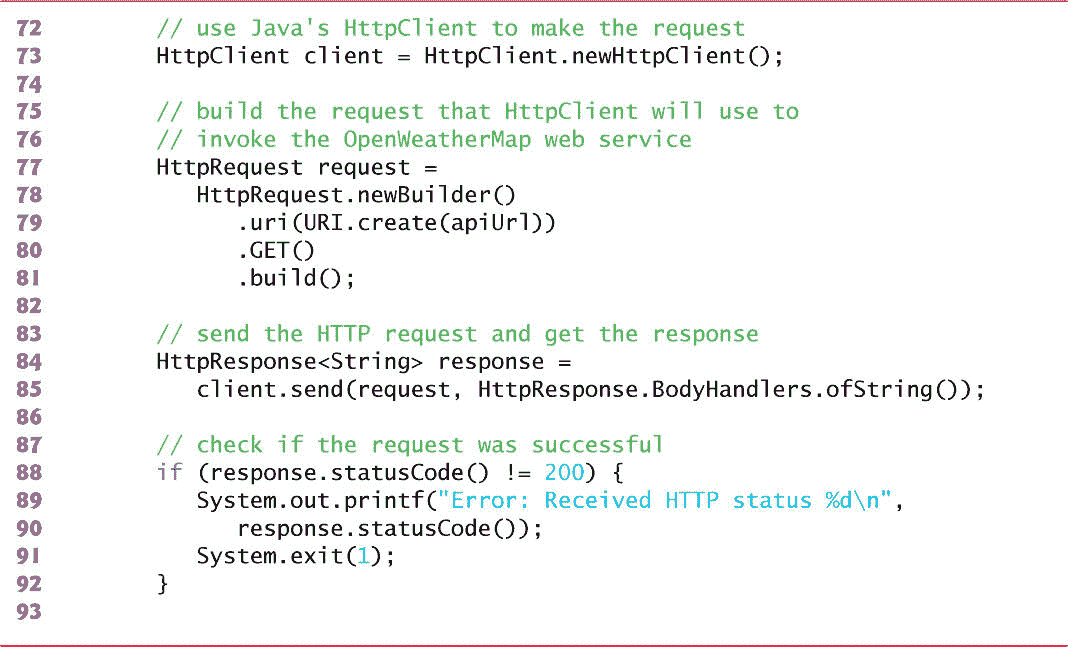 72 // use Java's HttpClient to make the request
73 HttpClient client = HttpClient.newHttpClient();
74
75 // build the request that HttpClient will use to
76 // invoke the OpenWeatherMap web service
77 HttpRequest request =
78 HttpRequest.newBuilder()
79 .uri(URI.create(apiUrl))
80 .GET()
81 .build();
82
83 // send the HTTP request and get the response
84 HttpResponse<String> response =
85 client.send(request, HttpResponse.BodyHandlers.ofString());
86
87 // check if the request was successful
88 if (response.statusCode() != 200) {
89 System.out.printf("Error: Received HTTP status %d\n",
90 response.statusCode());
91 System.exit(1);
92 }
93